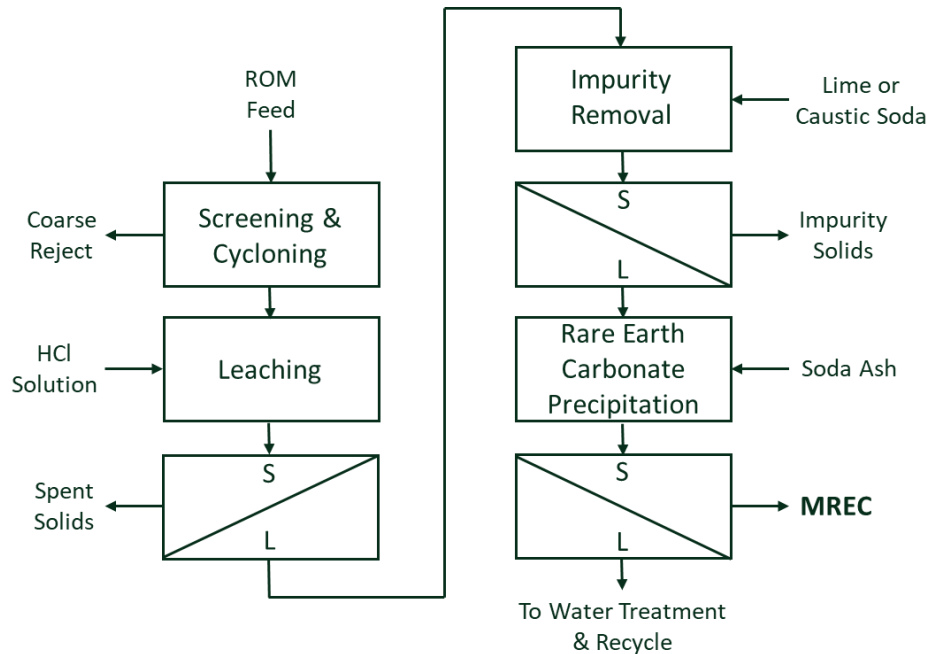 ROM
Feed
Screening &
Cycloning
Coarse
Reject
HCl
Solution
Leaching
S
L
Spent
Solids
Impurity
Removal
Lime or
Caustic Soda
S
L
Impurity
Solids
Rare Earth
Carbonate
Precipitation
Soda Ash
S
L
MREC
To Water Treatment
& Recycle